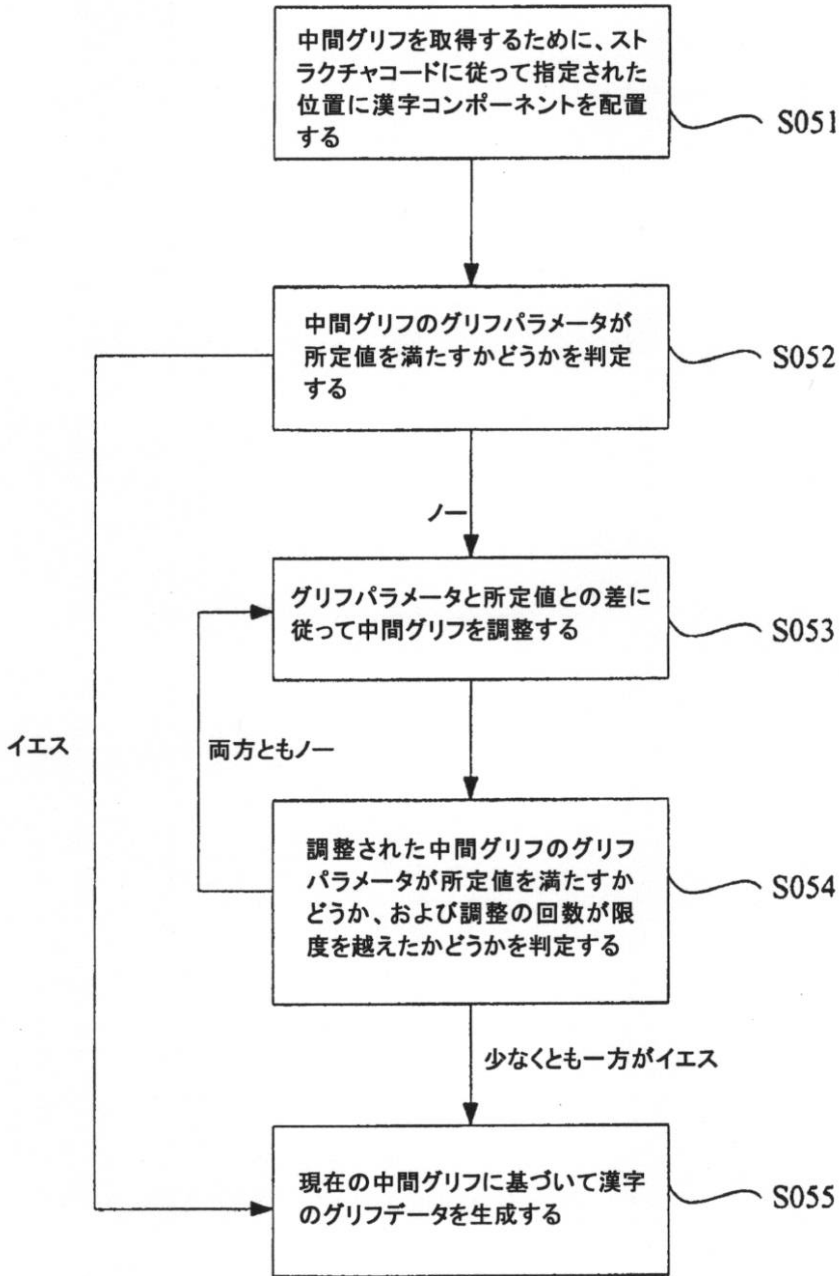 中間グリフを取得するために、スト
ラクチャコードに従って指定された
位置に漢字コンポーネントを配置
する
S051
中間グリフのグリフパラメータが
所定値を満たすかどうかを判定
する
S052
ノー
グリフパラメータと所定値との差に
従って中間グリフを調整する
S053
イエス
両方ともノー
調整された中間グリフのグリフ
パラメータが所定値を満たすか
どうか、および調整の回数が限
度を越えたかどうかを判定する
S054
少なくとも一方がイエス
現在の中間グリフに基づいて漢字
のグリフデータを生成する
S055